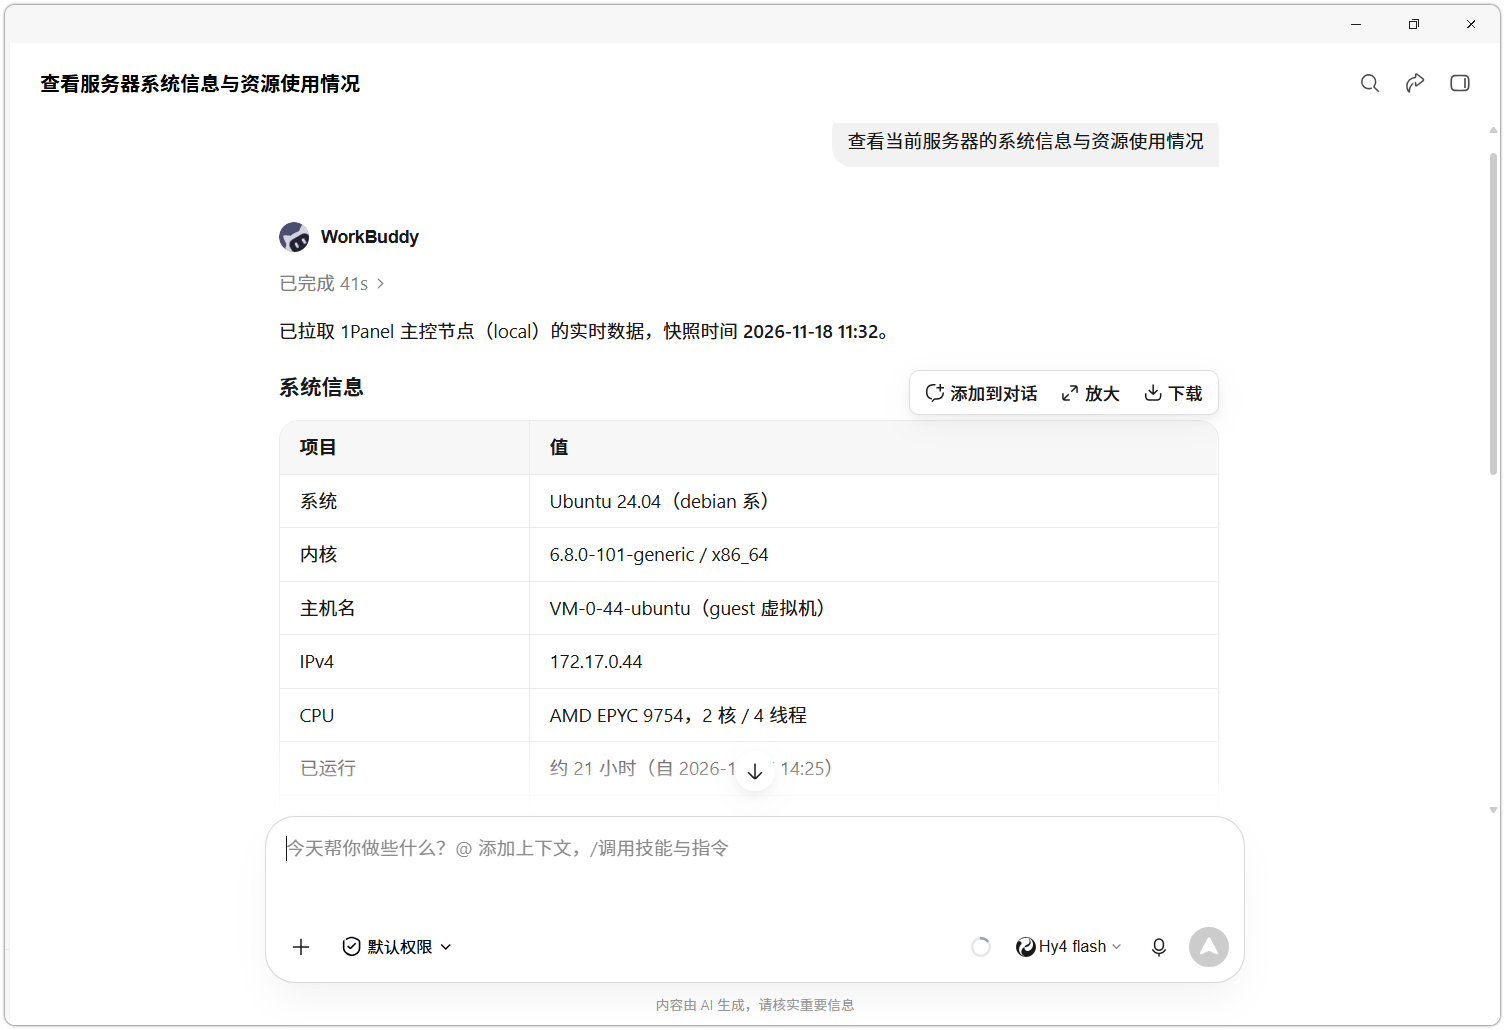 查看服务器系统信息与资源使用情况
查看当前服务器的系统信息与资源使用情况
WorkBuddy
已完成 41s
已拉取 1Panel 主控节点（local）的实时数据，快照时间 2026-11-18 11:32。
系统信息
添加到对话 放大 下载
项目 值
系统 Ubuntu 24.04（debian 系）
内核 6.8.0-101-generic / x86_64
主机名 VM-0-44-ubuntu（guest 虚拟机）
IPv4 172.17.0.44
CPU AMD EPYC 9754，2 核 / 4 线程
已运行 约 21 小时（自 2026-1 14:25）
今天帮你做些什么？@ 添加上下文，/调用技能与指令
默认权限 Hy4 flash
内容由 AI 生成，请核实重要信息